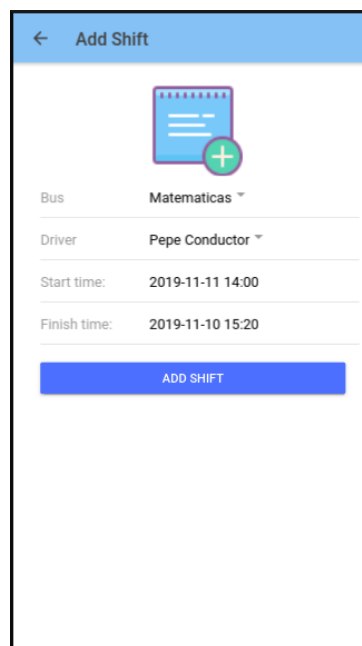 Add Shift
Bus Matematicas
Driver Pepe Conductor
Start time: 2019-11-11 14:00
Finish time: 2019-11-10 15:20
ADD SHIFT